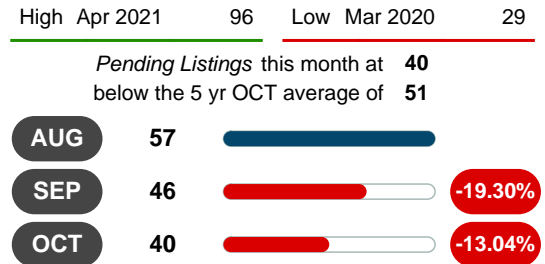 High Apr 2021 96 Low Mar 2020 29
Pending Listings this month at 40
below the 5 yr OCT average of 51
AUG 57
SEP 46 -19.30%
OCT 40 -13.04%